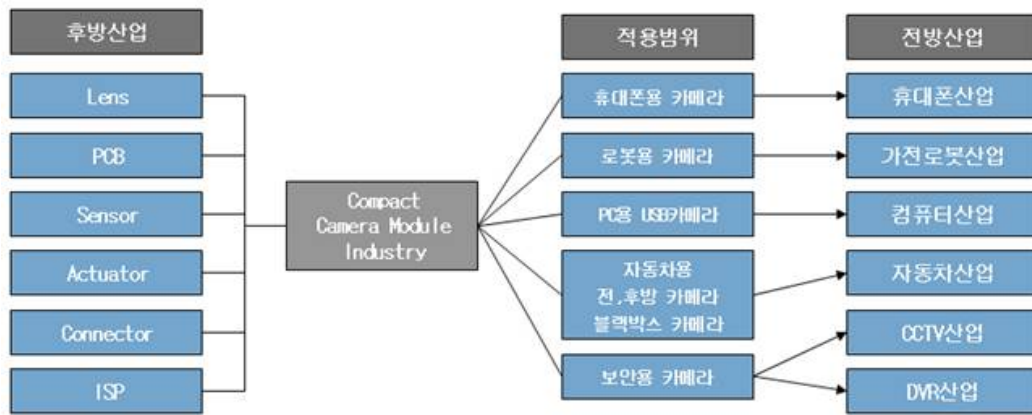 후방산업
Lens
PCB
Sensor
Actuator
Connector
ISP
Compact
Camera Module
Industry
적용범위
휴대폰용 카메라
로봇용 카메라
PC용 USB카메라
자동차용
전,후방 카메라
블랙박스 카메라
보안용 카메라
전방산업
휴대폰산업
가전로봇산업
컴퓨터산업
자동차산업
CCTV산업
DVR산업